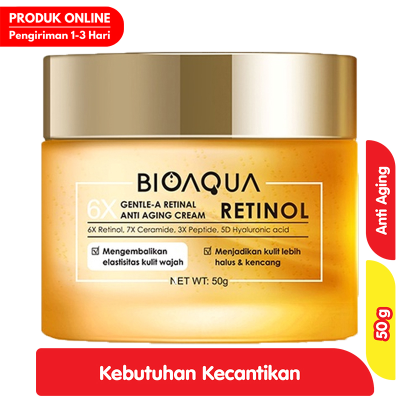 PRODUK ONLINE
Pengiriman 1-3 Hari
BIOAQUA
6X
GENTLE-A RETINAL
ANTI AGING CREAM
RETINOL
6X Retinol, 7X Ceramide, 3X Peptide, 5D Hyaluronic acid
Mengembalikan
elastisitas kulit wajah
Menjadikan kulit lebih
halus & kencang
NET WT: 50g
Anti Aging
50g
Kebutuhan Kecantikan